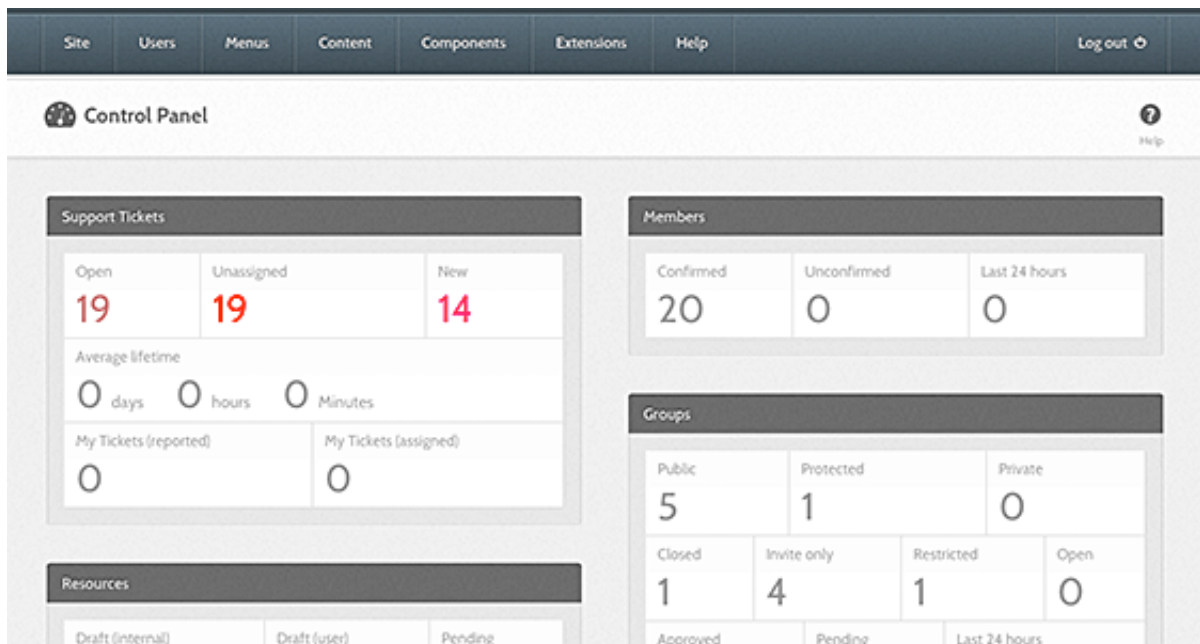 Site Users Menus Content Components Extensions Help Log out
Control Panel
Help
Support Tickets
Open Unassigned New
19 19 14
Average lifetime
0 days 0 hours 0 Minutes
My Tickets (reported) My Tickets (assigned)
0 0
Resources
Draft (internal) Draft (user) Pending
Members
Confirmed Unconfirmed Last 24 hours
20 0 0
Groups
Public Protected Private
5 1 0
Closed Invite only Restricted Open
1 4 1 0
Approved Pending Last 24 hours